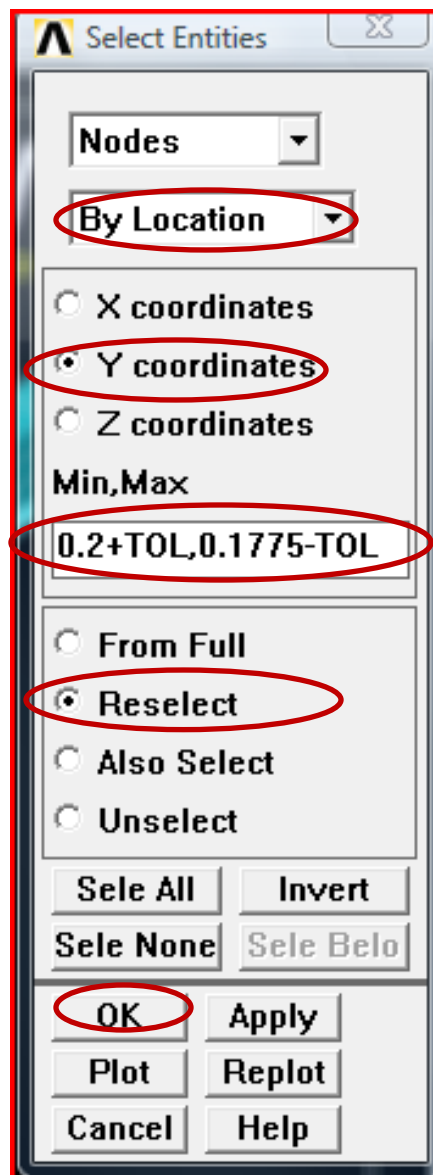 Select Entities
Nodes
By Location
X coordinates
Y coordinates
Z coordinates
Min,Max
0.2+TOL,0.1775-TOL
From Full
Reselect
Also Select
Unselect
Sele All Invert
Sele None Sele Belo
OK Apply
Plot Replot
Cancel Help